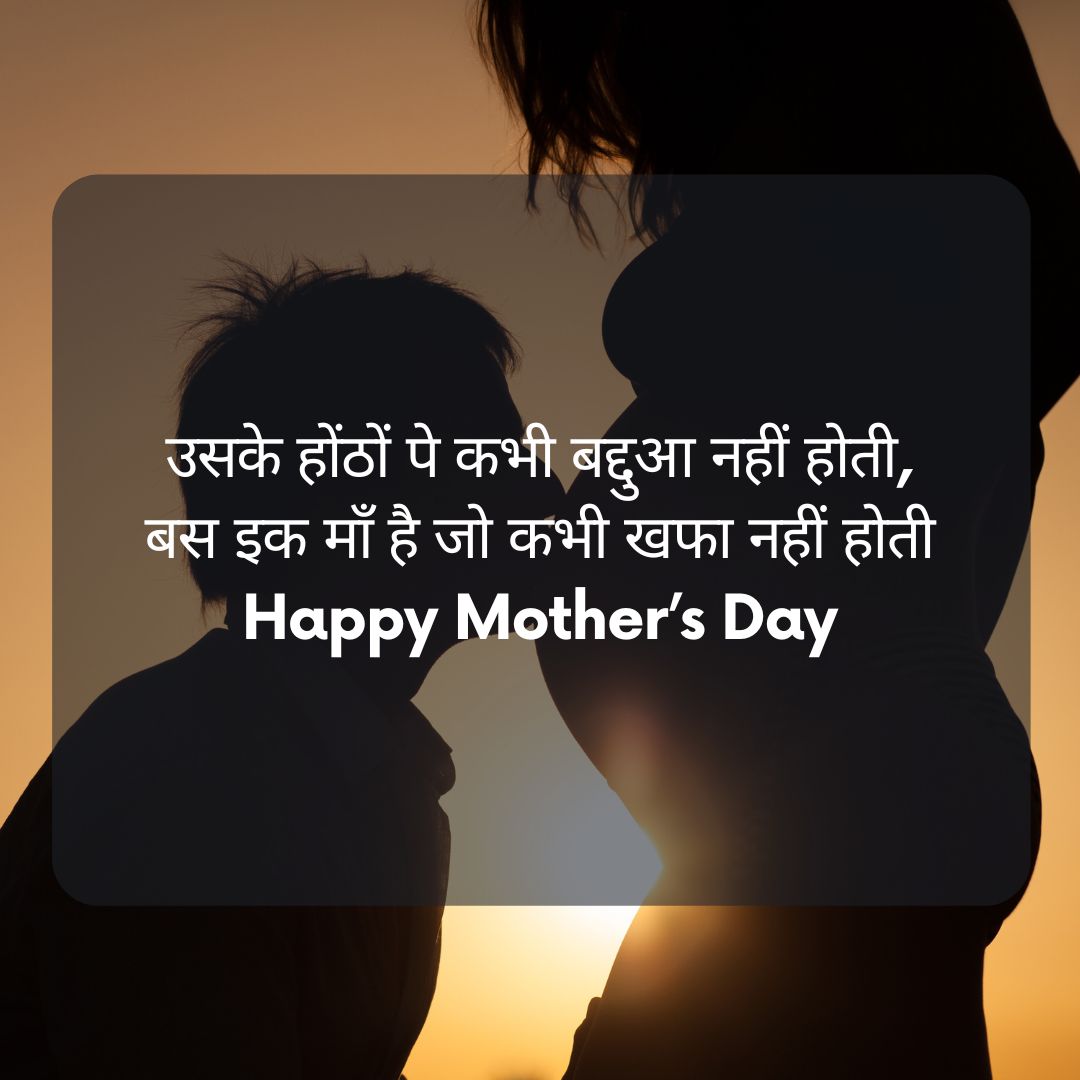 उसके होंठों पे कभी बद्दुआ नहीं होती,
बस इक माँ है जो कभी खफा नहीं होती
Happy Mother’s Day